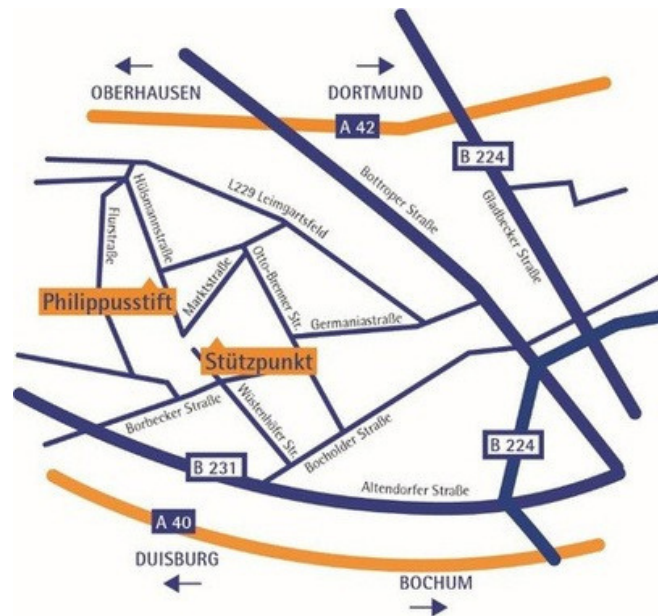 OBERHAUSEN
DORTMUND
A 42
B 224
L229 Leimgartsfeld
Bottroper Straße
Gladbecker Straße
Hülsmannstraße
Flurstraße
Marktstraße
Otto-Brenner Str.
Philippusstift
Germaniastraße
Stützpunkt
Borbecker Straße
Wüstenhöfer Str.
Bocholder Straße
B 224
B 231
Altendorfer Straße
A 40
DUISBURG
BOCHUM